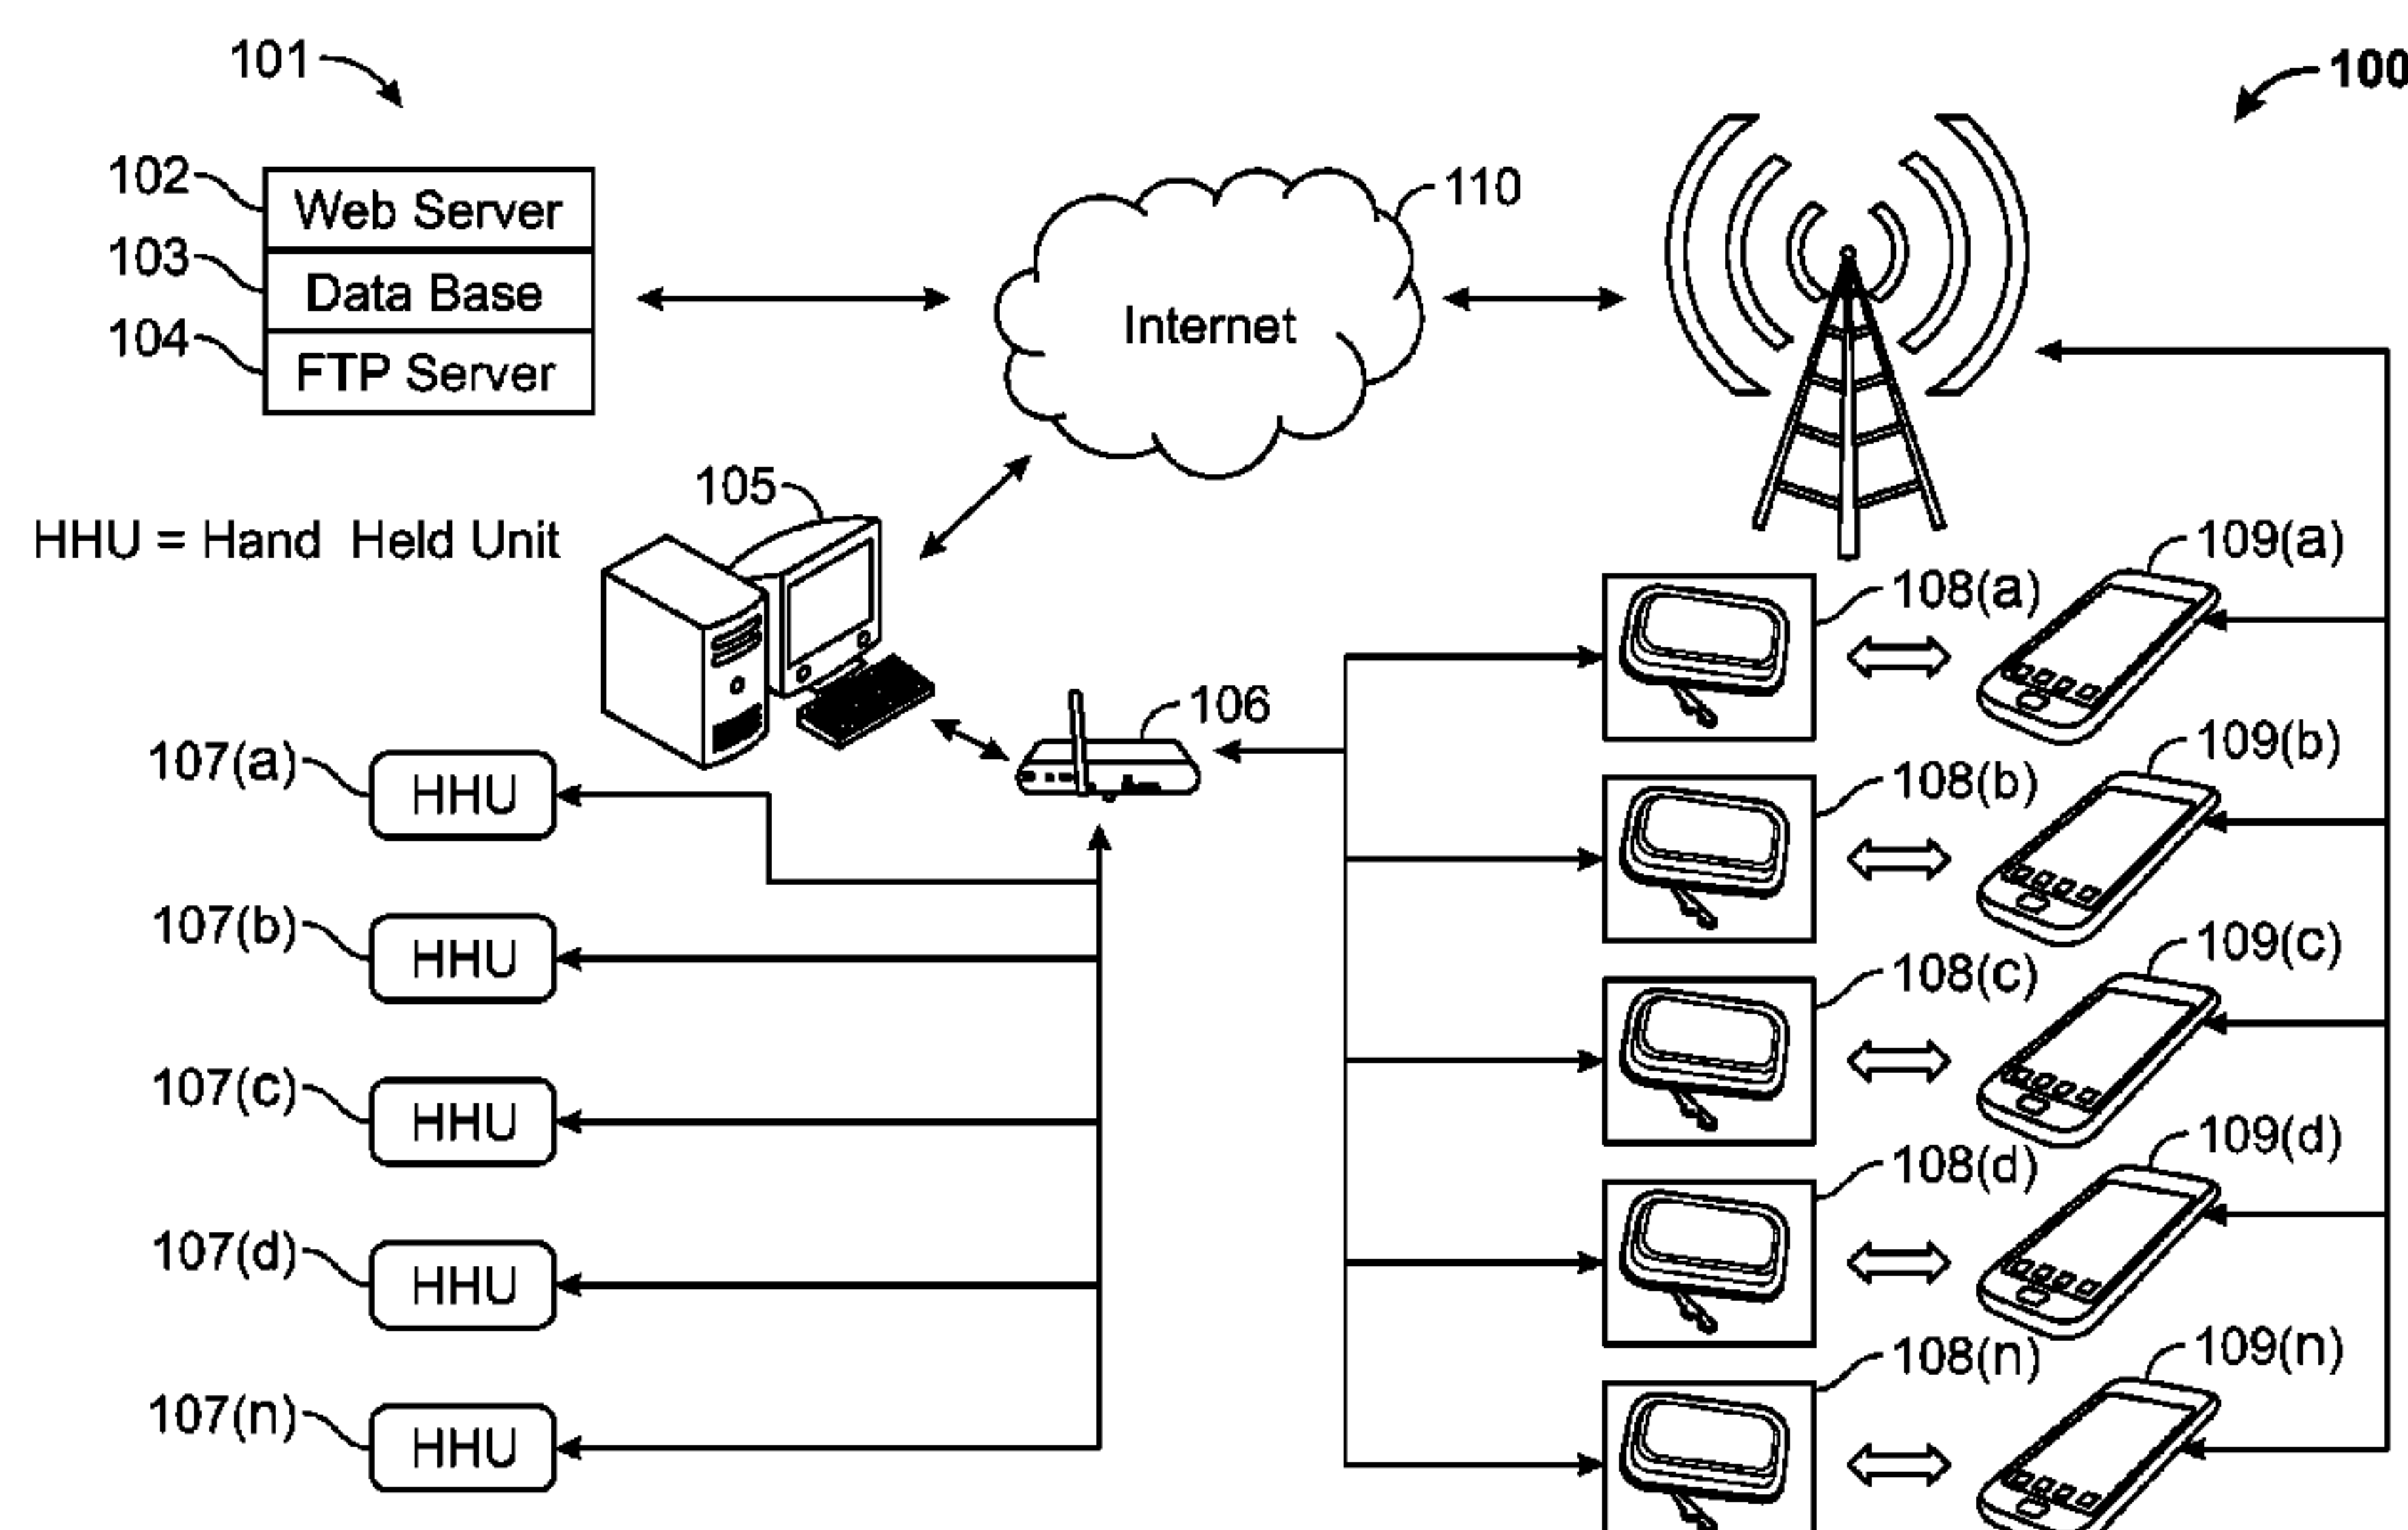 101
100
102
Web Server
110
103
Data Base
Internet
104
FTP Server
105
HHU = Hand Held Unit
109(a)
108(a)
106
109(b)
107(a)
HHU
108(b)
107(b)
HHU
109(c)
108(c)
107(c)
HHU
109(d)
108(d)
107(d)
HHU
109(n)
108(n)
107(n)
HHU